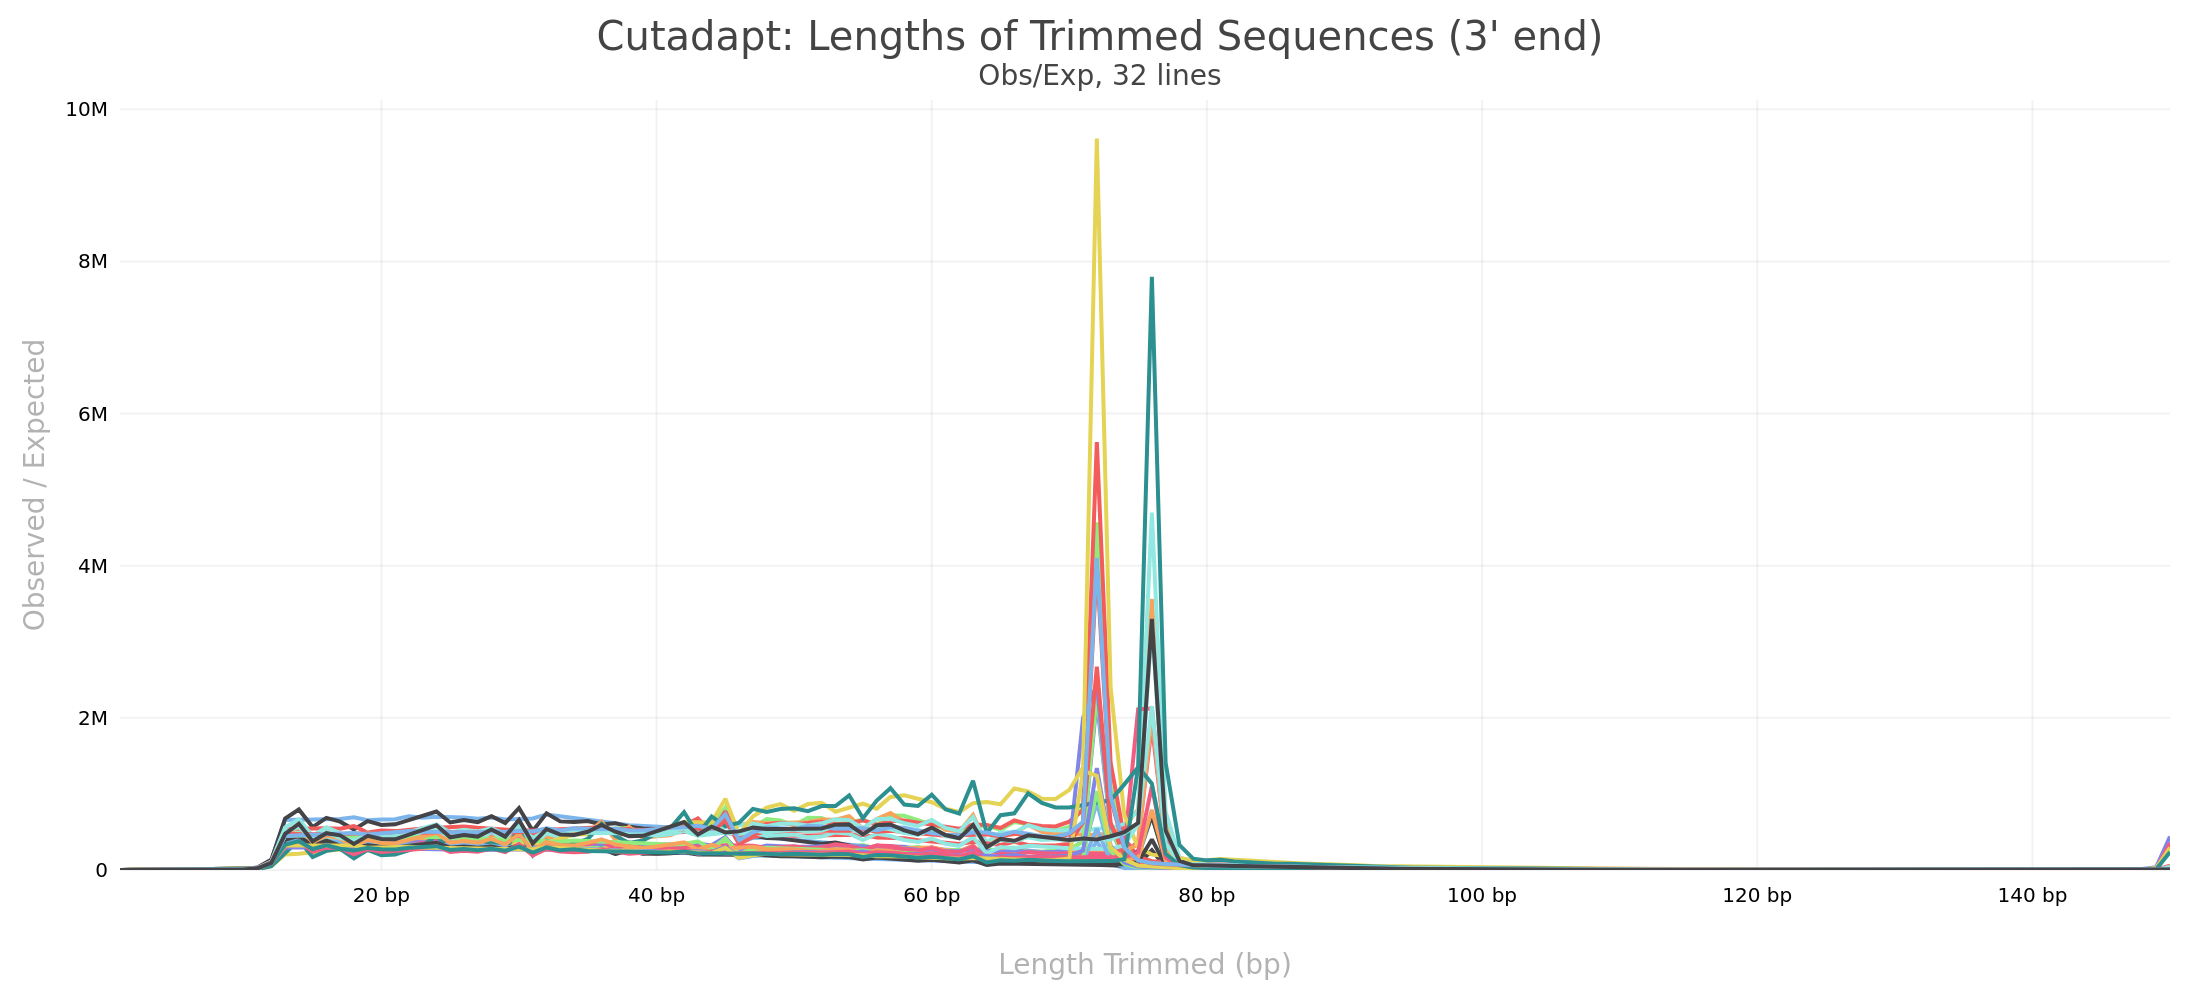 Cutadapt: Lengths of Trimmed Sequences (3' end)
Obs/Exp, 32 lines
Observed / Expected
10M
8M
6M
4M
2M
0
20 bp 40 bp 60 bp 80 bp 100 bp 120 bp 140 bp
Length Trimmed (bp)